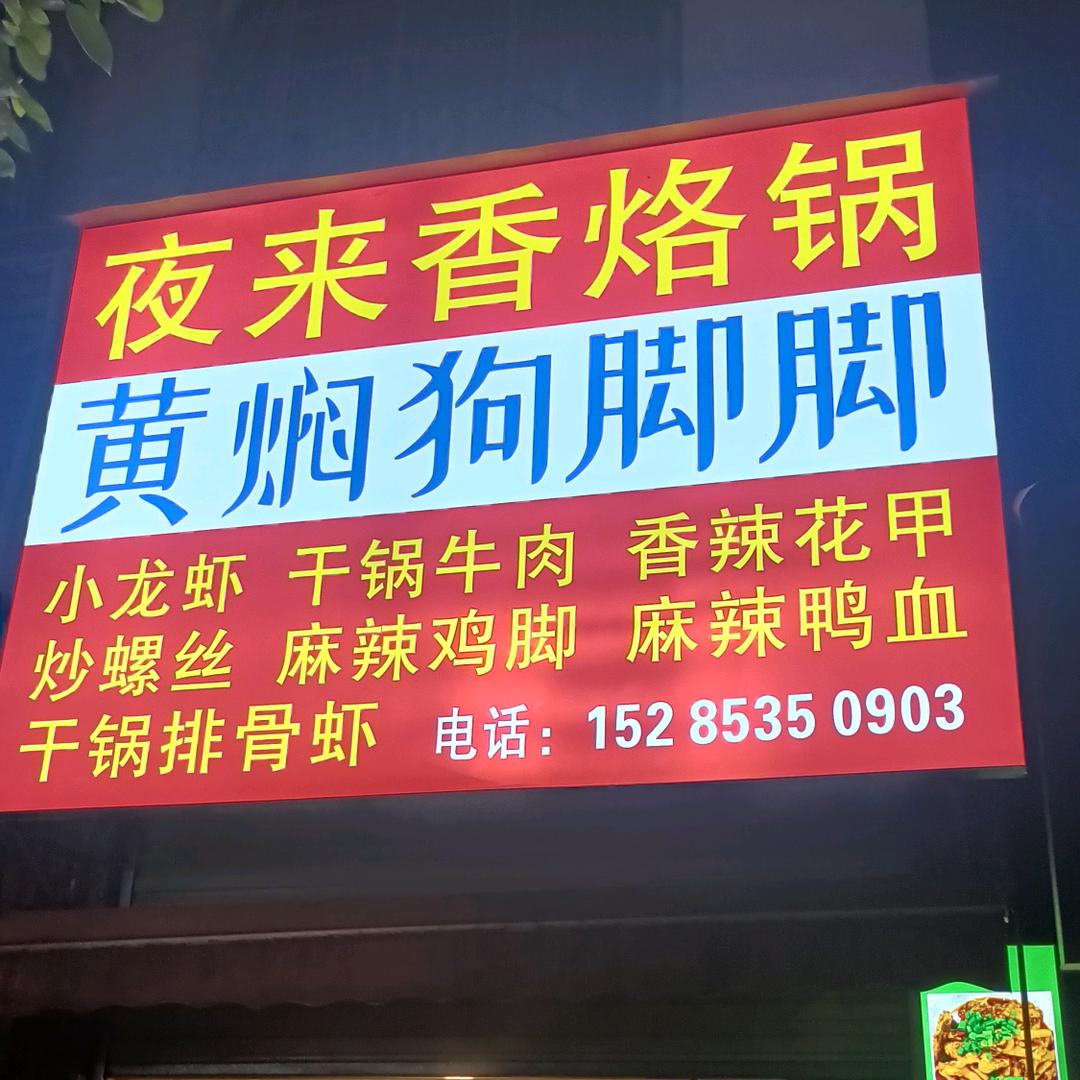 夜来香烙锅
黄焖狗脚脚
小龙虾 干锅牛肉 香辣花甲
炒螺丝 麻辣鸡脚 麻辣鸭血
干锅排骨虾 电话：152 8535 0903